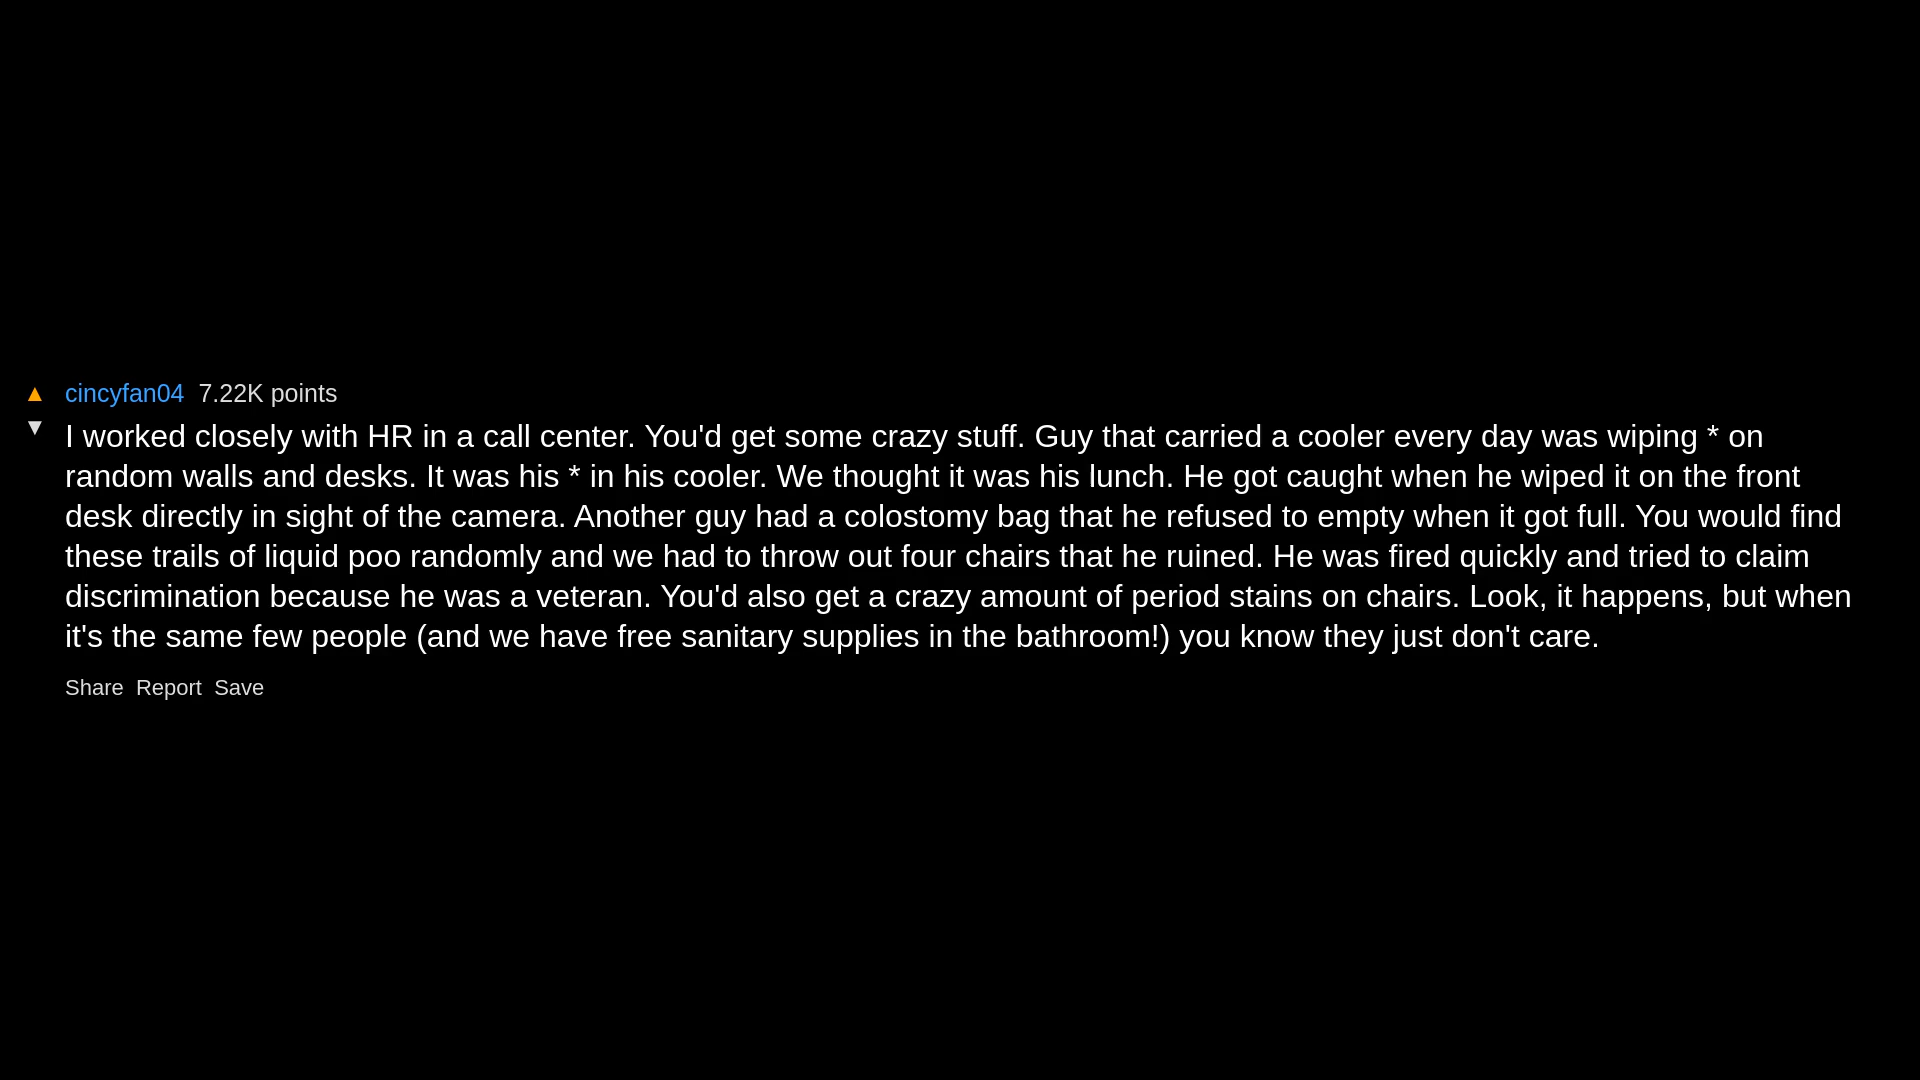 ▲ cincyfan04 7.22K points
▼
I worked closely with HR in a call center. You'd get some crazy stuff. Guy that carried a cooler every day was wiping * on
random walls and desks. It was his * in his cooler. We thought it was his lunch. He got caught when he wiped it on the front
desk directly in sight of the camera. Another guy had a colostomy bag that he refused to empty when it got full. You would find
these trails of liquid poo randomly and we had to throw out four chairs that he ruined. He was fired quickly and tried to claim
discrimination because he was a veteran. You'd also get a crazy amount of period stains on chairs. Look, it happens, but when
it's the same few people (and we have free sanitary supplies in the bathroom!) you know they just don't care.
Share Report Save